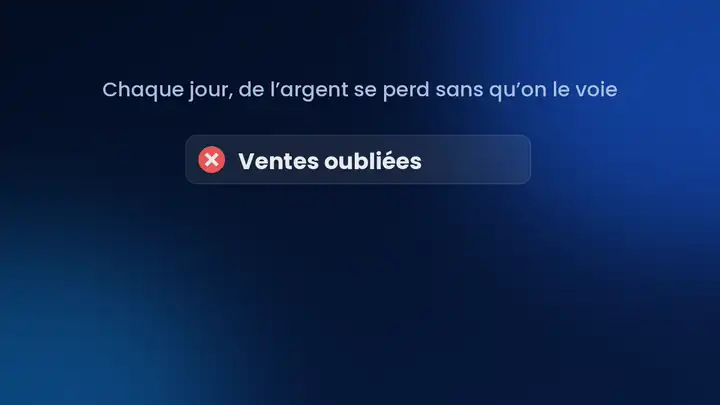 Chaque jour, de l’argent se perd sans qu’on le voie
Ventes oubliées